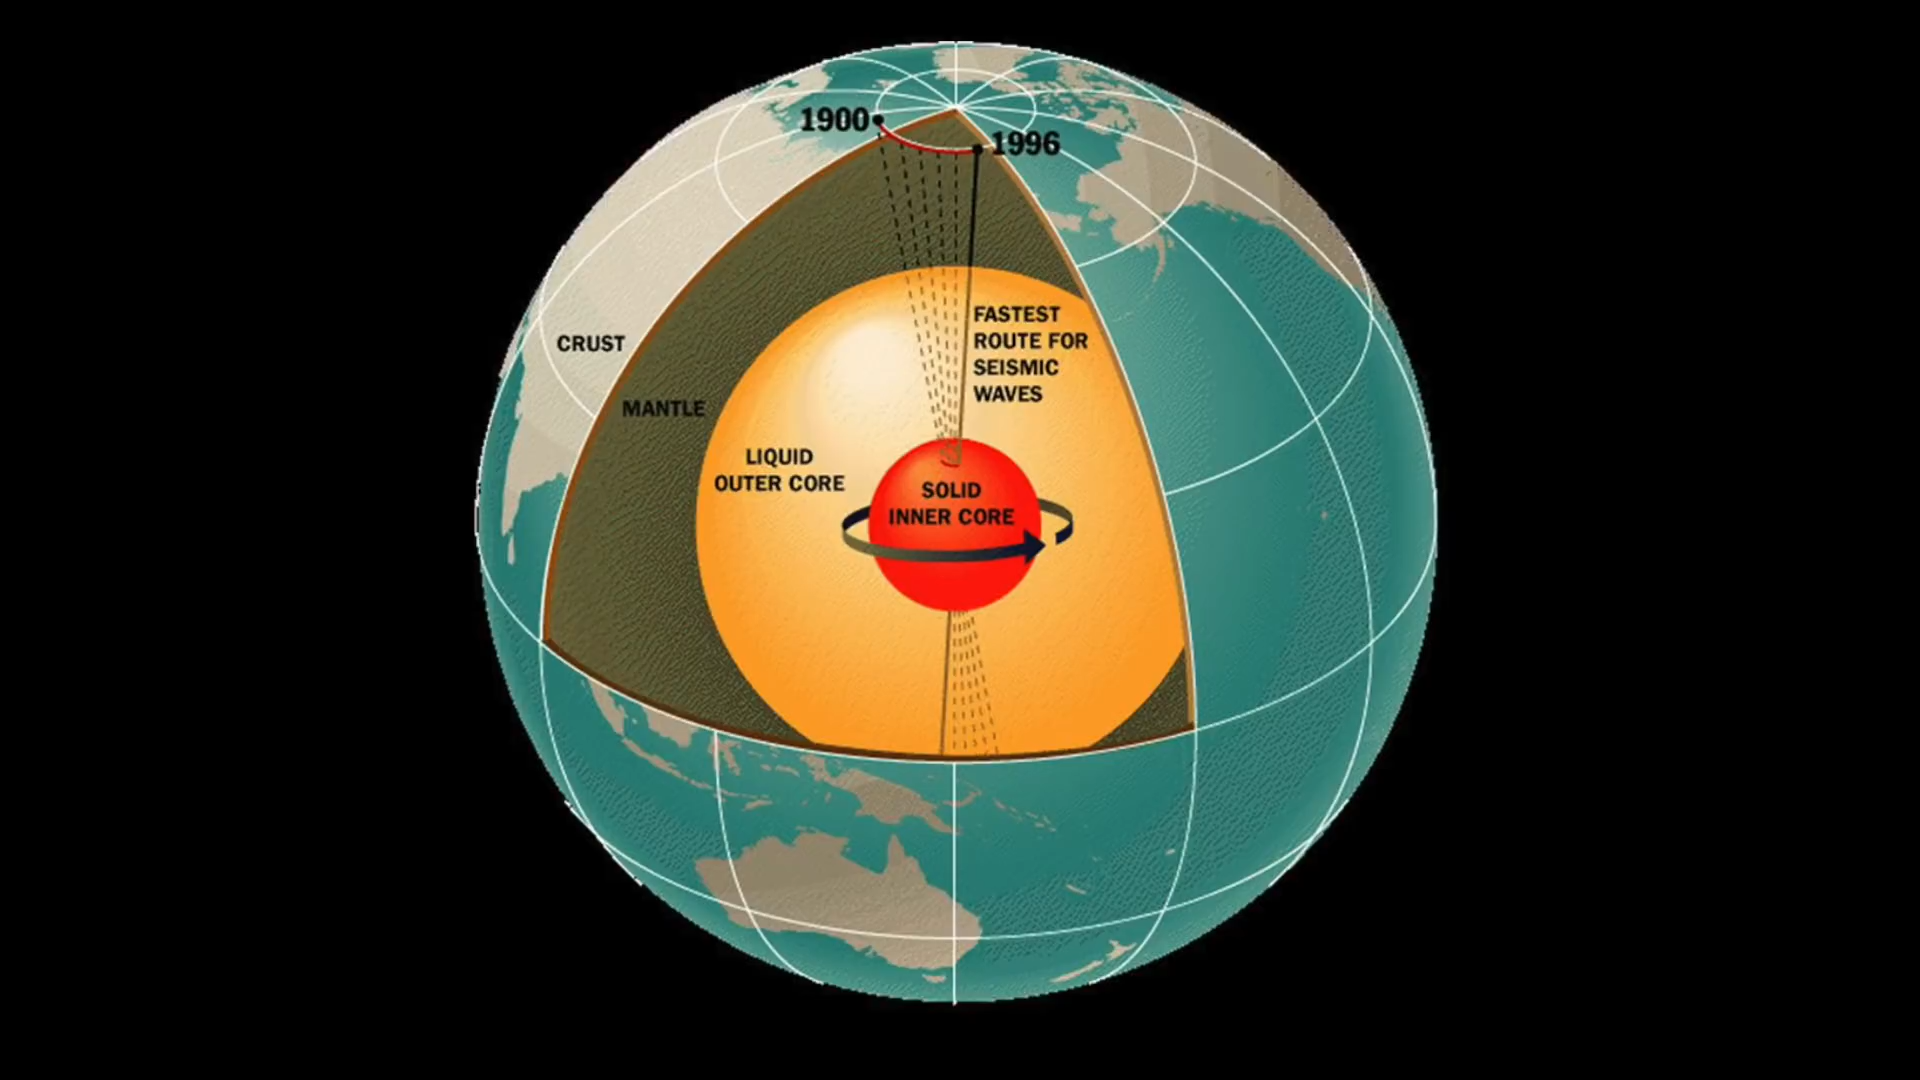 1900
1996
FASTEST
ROUTE FOR
SEISMIC
WAVES
CRUST
MANTLE
LIQUID
OUTER CORE
SOLID
INNER CORE